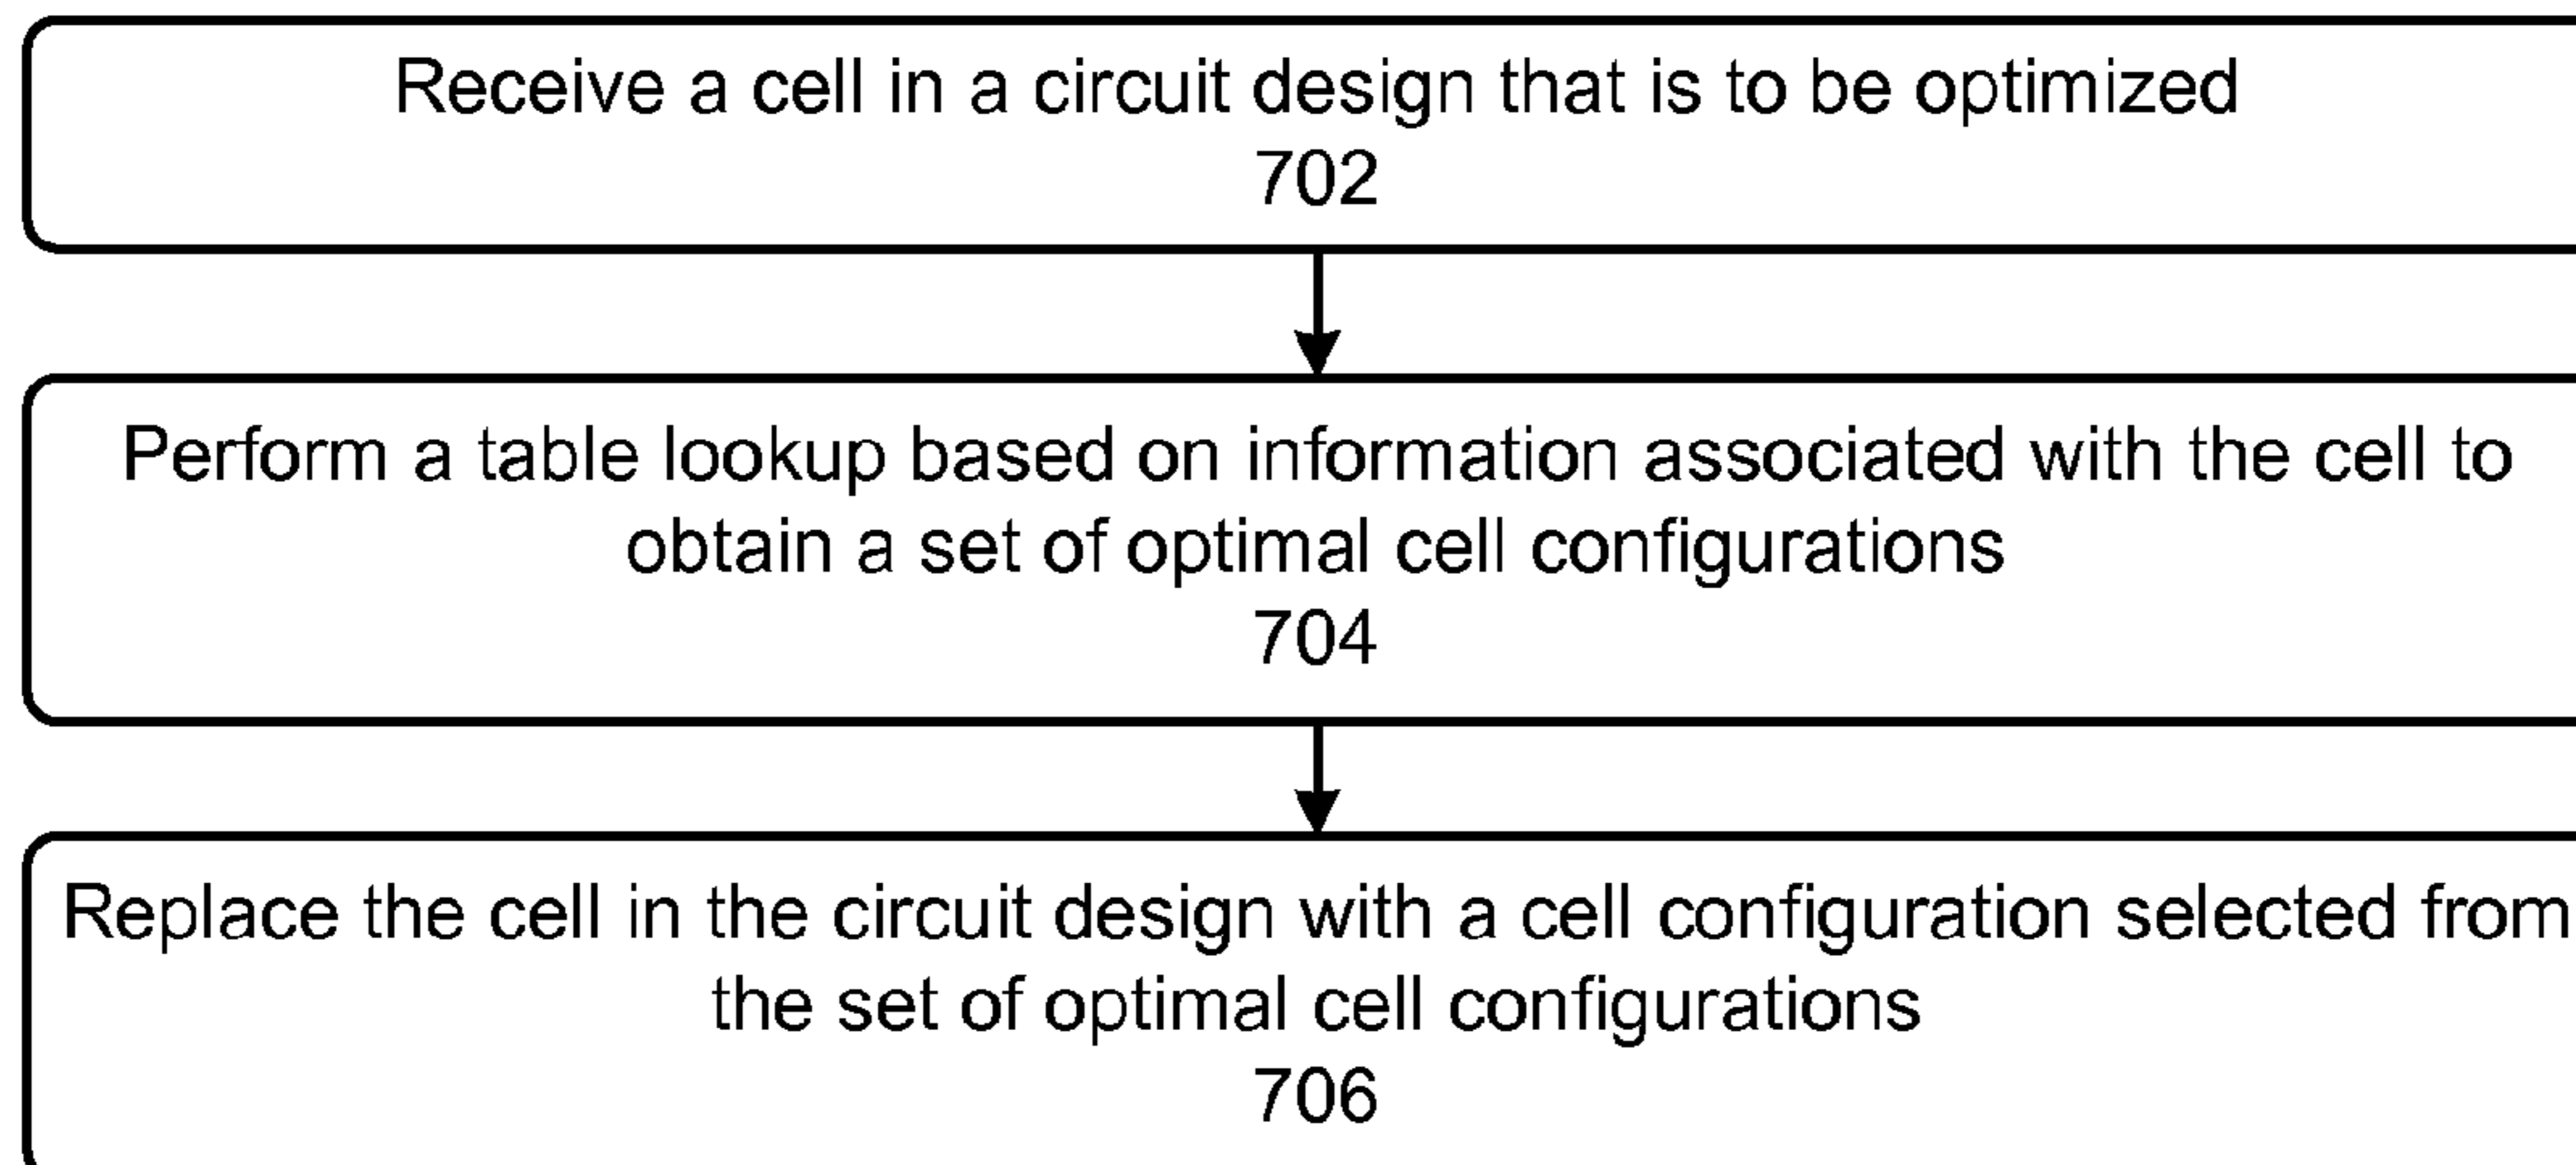 Receive a cell in a circuit design that is to be optimized
702
Perform a table lookup based on information associated with the cell to
obtain a set of optimal cell configurations
704
Replace the cell in the circuit design with a cell configuration selected from
the set of optimal cell configurations
706